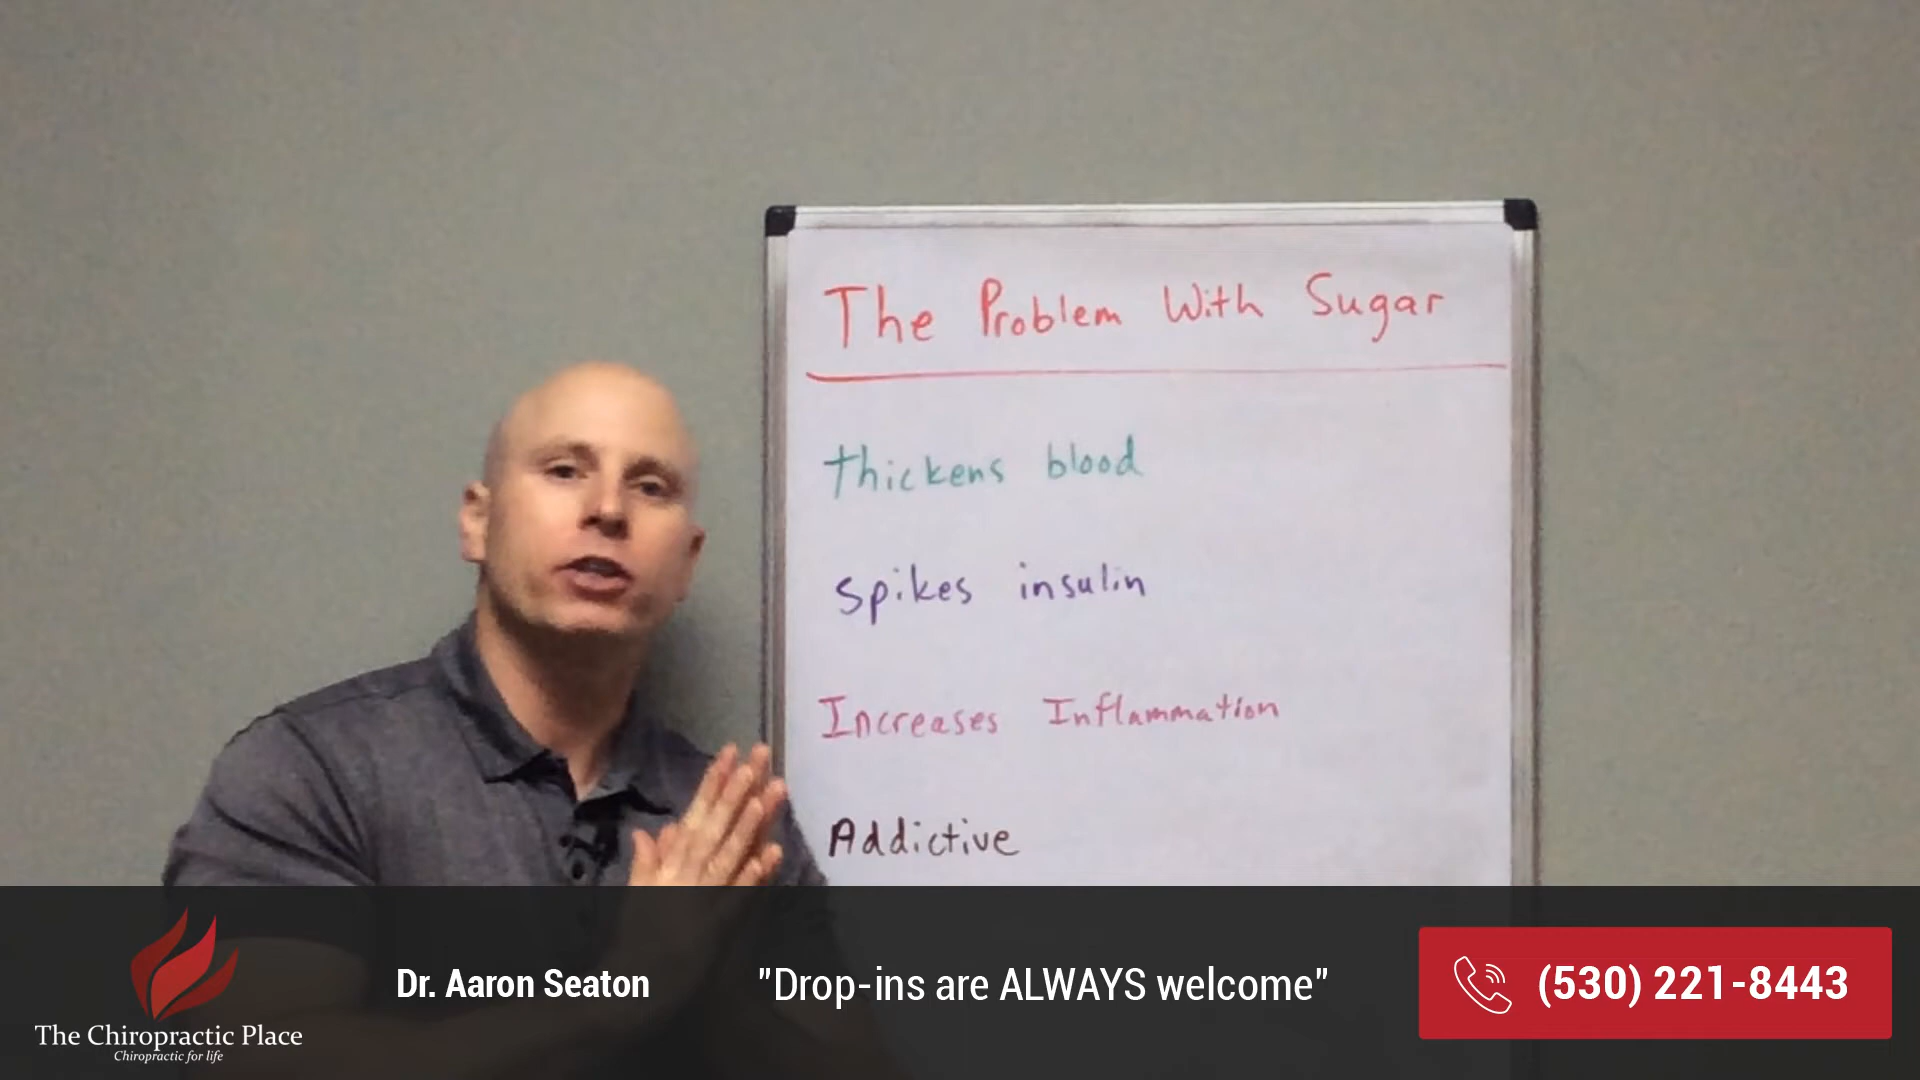 The Problem With Sugar
thickens blood
Spikes insulin
Increases Inflammation
Addictive
The Chiropractic Place
Chiropractic for life
Dr. Aaron Seaton
"Drop-ins are ALWAYS welcome"
(530) 221-8443